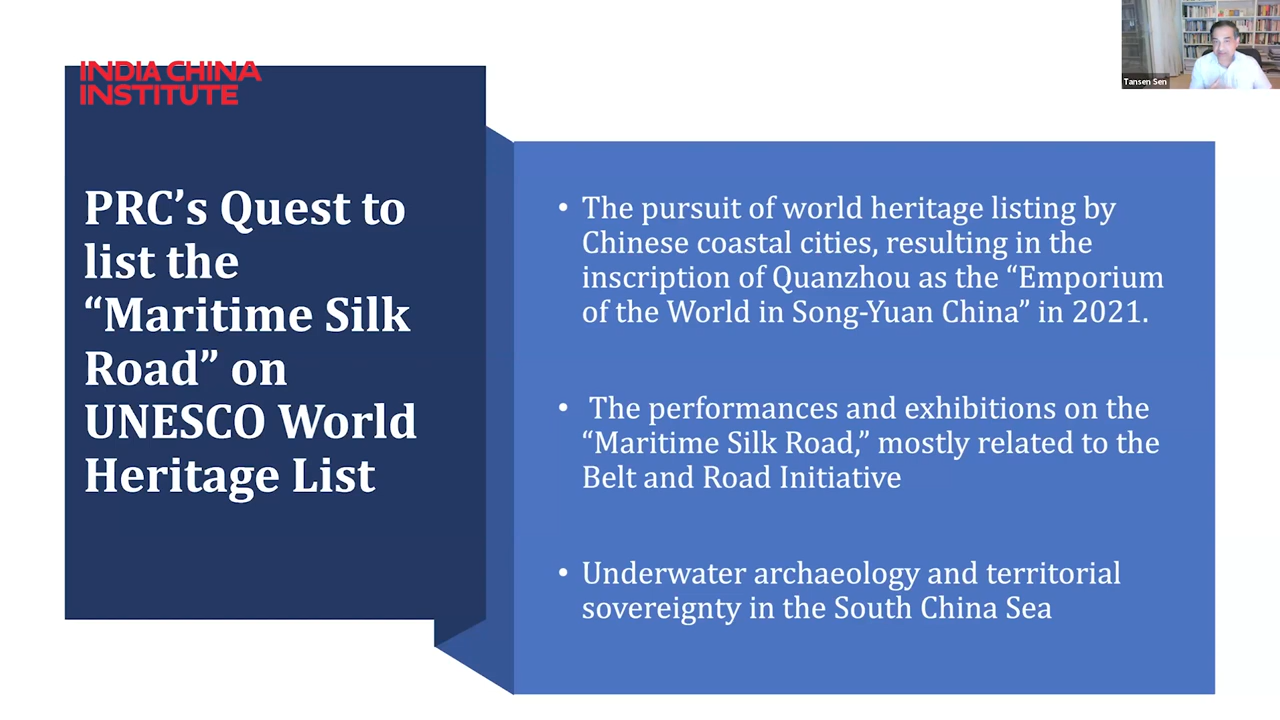 INDIA CHINA
INSTITUTE
Tansen Sen
PRC’s Quest to
list the
“Maritime Silk
Road” on
UNESCO World
Heritage List
• The pursuit of world heritage listing by
Chinese coastal cities, resulting in the
inscription of Quanzhou as the “Emporium
of the World in Song-Yuan China” in 2021.
• The performances and exhibitions on the
“Maritime Silk Road,” mostly related to the
Belt and Road Initiative
• Underwater archaeology and territorial
sovereignty in the South China Sea